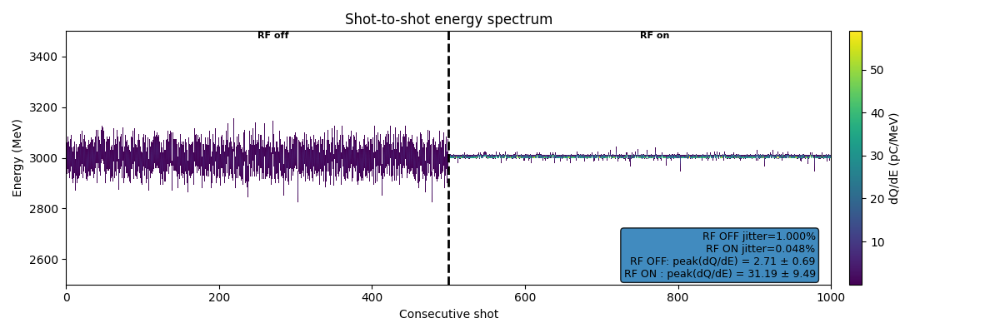 Shot-to-shot energy spectrum
RF off
RF on
3400
3200
3000
2800
2600
Energy (MeV)
0
200
400
600
800
1000
Consecutive shot
RF OFF jitter=1.000%
RF ON jitter=0.048%
RF OFF: peak(dQ/dE) = 2.71 ± 0.69
RF ON : peak(dQ/dE) = 31.19 ± 9.49
50
40
30
20
10
dQ/dE (pC/MeV)